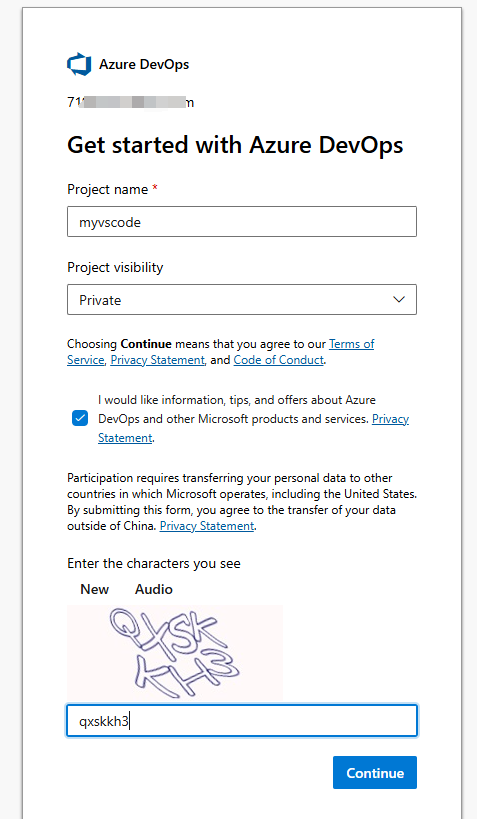 Azure DevOps
Get started with Azure DevOps
Project name *
myvscode
Project visibility
Private
Choosing Continue means that you agree to our Terms of
Service, Privacy Statement, and Code of Conduct.
I would like information, tips, and offers about Azure
DevOps and other Microsoft products and services. Privacy
Statement.
Participation requires transferring your personal data to other
countries in which Microsoft operates, including the United States.
By submitting this form, you agree to the transfer of your data
outside of China. Privacy Statement.
Enter the characters you see
New Audio
QXSK
KH3
qxskkh3
Continue